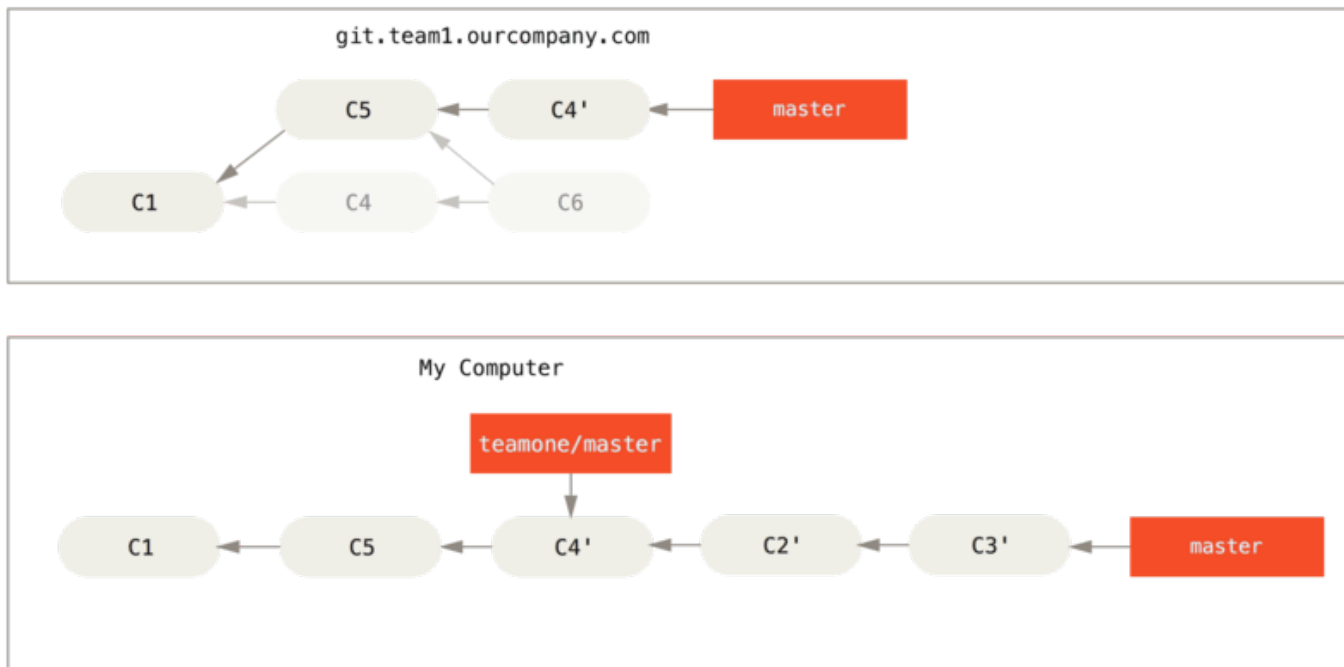 git.team1.ourcompany.com
C5
C4'
master
C1
C4
C6
My Computer
teamone/master
C1
C5
C4'
C2'
C3'
master